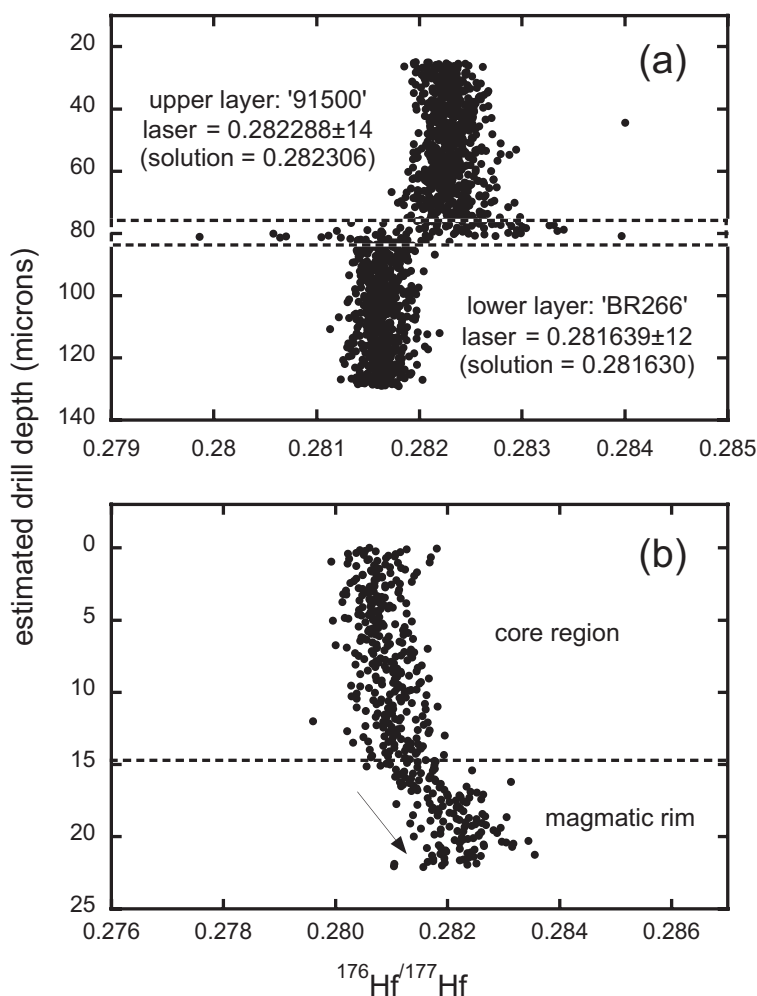 (a)
upper layer: '91500'
laser = 0.282288±14
(solution = 0.282306)
lower layer: 'BR266'
laser = 0.281639±12
(solution = 0.281630)
20
40
60
80
100
120
140
0.279 0.28 0.281 0.282 0.283 0.284 0.285
estimated drill depth (microns)
(b)
core region
magmatic rim
0
5
10
15
20
25
0.276 0.278 0.280 0.282 0.284 0.286
176Hf/177Hf